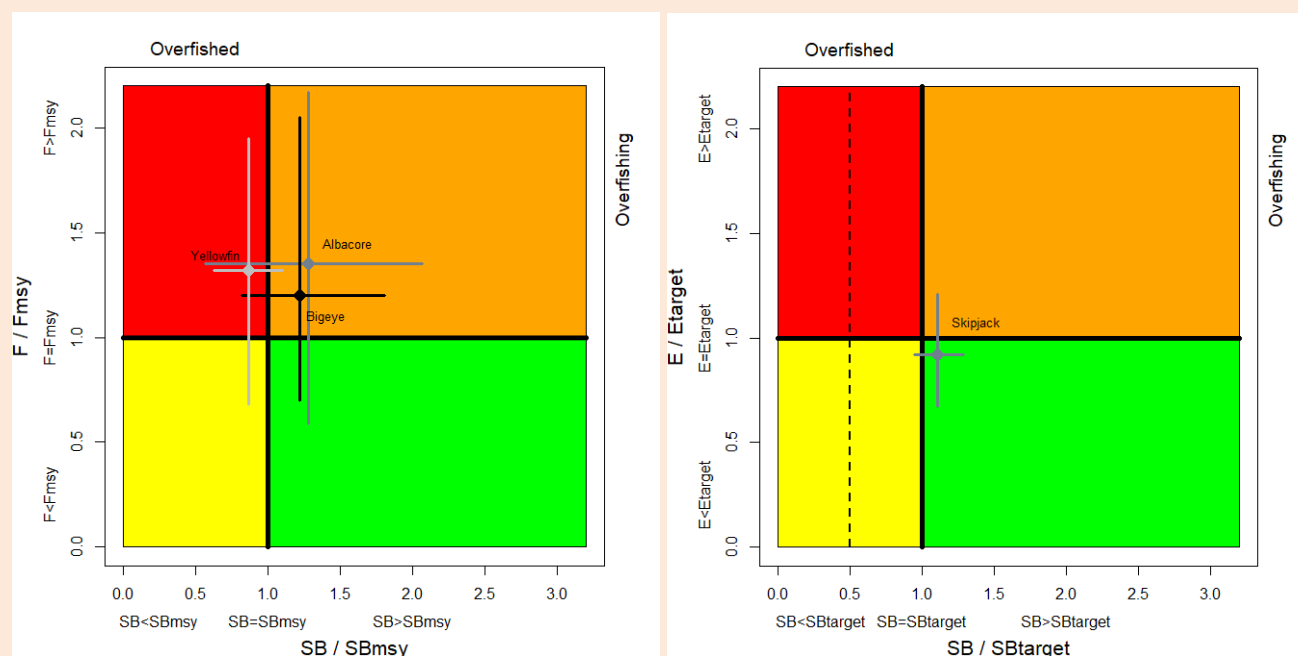 Overfished
F>Fmsy
F=Fmsy
F<Fmsy
F / Fmsy
2.0
1.5
1.0
0.5
0.0
Yellowfin
Albacore
Bigeye
Overfishing
0.0 0.5 1.0 1.5 2.0 2.5 3.0
SB<SBmsy SB=SBmsy SB>SBmsy
SB / SBmsy
Overfished
E>Etarget
E=Etarget
E<Etarget
E / Etarget
2.0
1.5
1.0
0.5
0.0
Skipjack
Overfishing
0.0 0.5 1.0 1.5 2.0 2.5 3.0
SB<SBtarget SB=SBtarget SB>SBtarget
SB / SBtarget